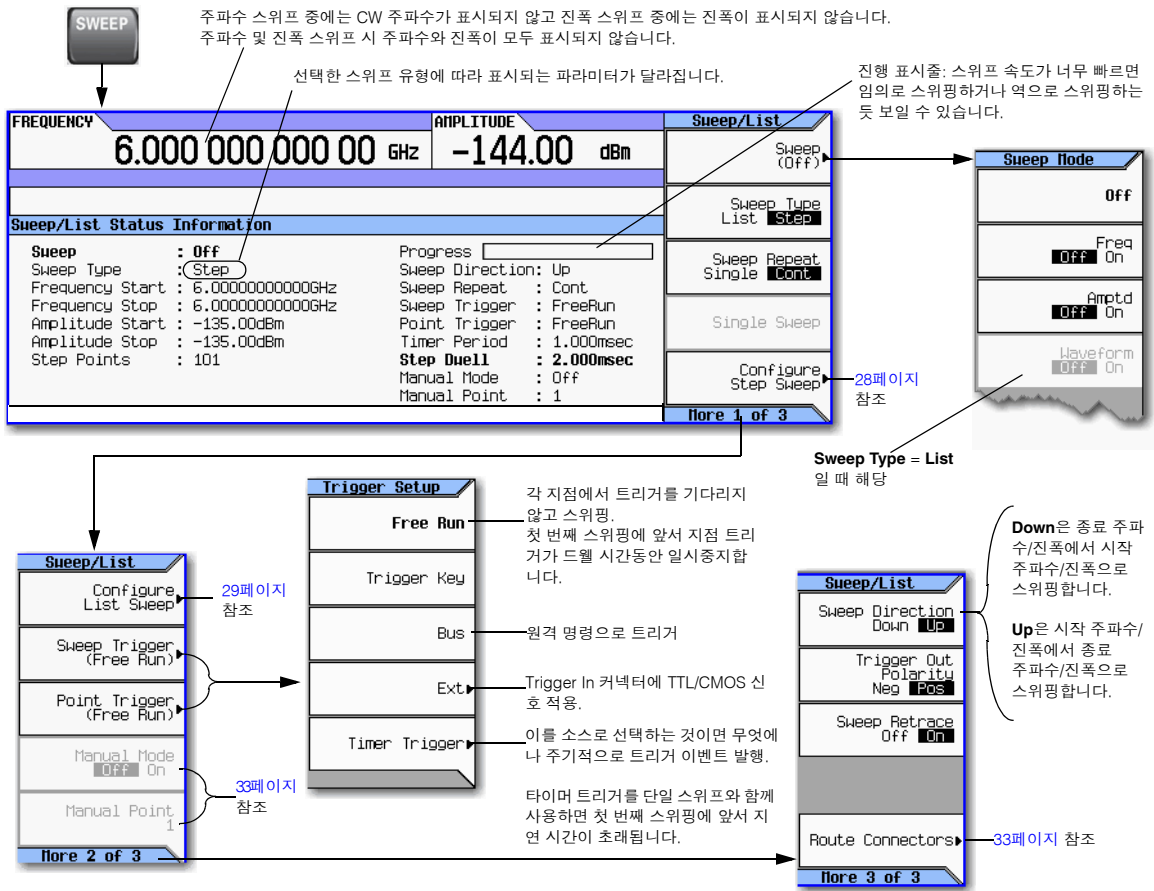 SWEEP
주파수 스위프 중에는 CW 주파수가 표시되지 않고 진폭 스위프 중에는 진폭이 표시되지 않습니다.
주파수 및 진폭 스위프 시 주파수와 진폭이 모두 표시되지 않습니다.
선택한 스위프 유형에 따라 표시되는 파라미터가 달라집니다.
진행 표시줄: 스위프 속도가 너무 빠르면
임의로 스위핑하거나 역으로 스위핑하는
듯 보일 수 있습니다.
FREQUENCY
6.000 000 000 00 GHz
AMPLITUDE
-144.00 dBm
Sweep/List Status Information
Sweep : Off
Sweep Type : Step
Frequency Start : 6.00000000000GHz
Frequency Stop : 6.00000000000GHz
Amplitude Start : -135.00dBm
Amplitude Stop : -135.00dBm
Step Points : 101
Progress
Sweep Direction: Up
Sweep Repeat : Cont
Sweep Trigger : FreeRun
Point Trigger : FreeRun
Timer Period : 1.000msec
Step Dwell : 2.000msec
Manual Mode : Off
Manual Point : 1
Sweep/List
Sweep
(Off)
Sweep Type
List Step
Sweep Repeat
Single Cont
Single Sweep
Configure
Step Sweep
More 1 of 3
28페이지
참조
Sweep Mode
Off
Freq
Off On
Amptd
Off On
Waveform
Off On
Sweep Type = List
일 때 해당
Sweep/List
Configure
List Sweep
Sweep Trigger
(Free Run)
Point Trigger
(Free Run)
Manual Mode
Off On
Manual Point
1
More 2 of 3
29페이지
참조
33페이지
참조
Trigger Setup
Free Run
Trigger Key
Bus
Ext
Timer Trigger
각 지점에서 트리거를 기다리지
않고 스위핑.
첫 번째 스위핑에 앞서 지점 트리
거가 드웰 시간동안 일시중지합
니다.
원격 명령으로 트리거
Trigger In 커넥터에 TTL/CMOS 신
호 적용.
이를 소스로 선택하는 것이면 무엇에
나 주기적으로 트리거 이벤트 발행.
타이머 트리거를 단일 스위프와 함께
사용하면 첫 번째 스위핑에 앞서 지
연 시간이 초래됩니다.
Sweep/List
Sweep Direction
Down Up
Trigger Out
Polarity
Neg Pos
Sweep Retrace
Off On
Route Connectors
More 3 of 3
Down은 종료 주파
수/진폭에서 시작
주파수/진폭으로
스위핑합니다.
Up은 시작 주파수/
진폭에서 종료
주파수/진폭으로
스위핑합니다.
33페이지 참조